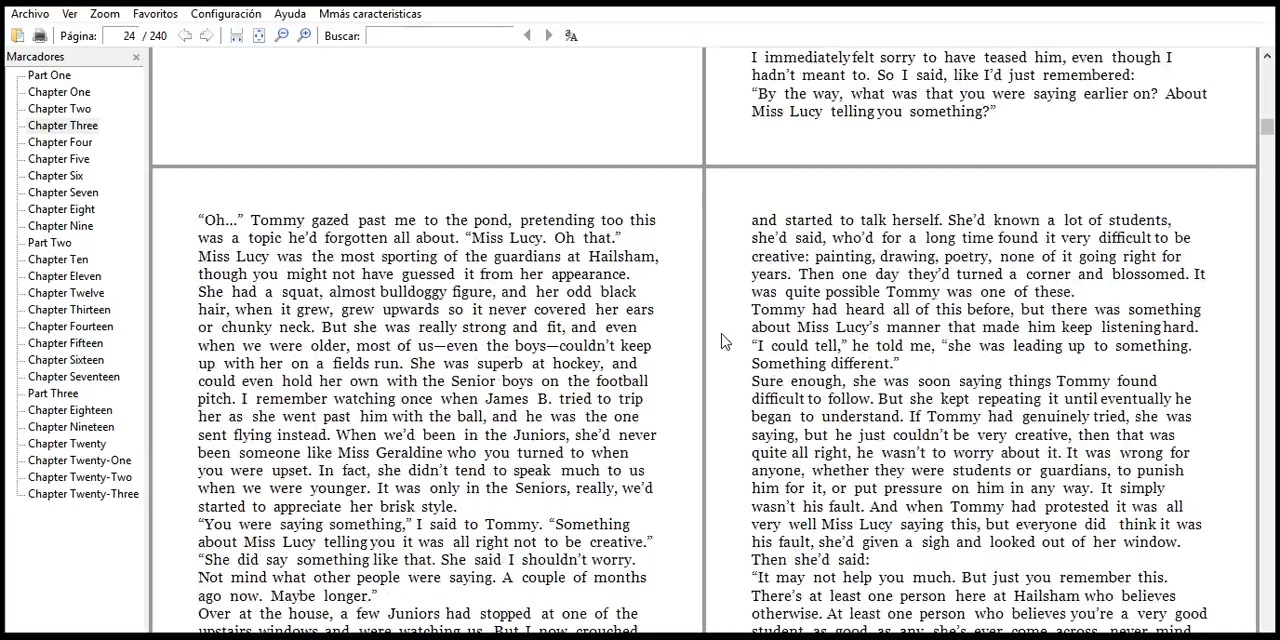 Archivo Ver Zoom Favoritos Configuración Ayuda Mmás caracteristicas
Página: 24 / 240 Buscar:
Marcadores
Part One
Chapter One
Chapter Two
Chapter Three
Chapter Four
Chapter Five
Chapter Six
Chapter Seven
Chapter Eight
Chapter Nine
Part Two
Chapter Ten
Chapter Eleven
Chapter Twelve
Chapter Thirteen
Chapter Fourteen
Chapter Fifteen
Chapter Sixteen
Chapter Seventeen
Part Three
Chapter Eighteen
Chapter Nineteen
Chapter Twenty
Chapter Twenty-One
Chapter Twenty-Two
Chapter Twenty-Three
I immediately felt sorry to have teased him, even though I
hadn’t meant to. So I said, like I’d just remembered:
“By the way, what was that you were saying earlier on? About
Miss Lucy telling you something?”
“Oh…” Tommy gazed past me to the pond, pretending too this
was a topic he’d forgotten all about. “Miss Lucy. Oh that.”
Miss Lucy was the most sporting of the guardians at Hailsham,
though you might not have guessed it from her appearance.
She had a squat, almost bulldoggy figure, and her odd black
hair, when it grew, grew upwards so it never covered her ears
or chunky neck. But she was really strong and fit, and even
when we were older, most of us—even the boys—couldn’t keep
up with her on a fields run. She was superb at hockey, and
could even hold her own with the Senior boys on the football
pitch. I remember watching once when James B. tried to trip
her as she went past him with the ball, and he was the one
sent flying instead. When we’d been in the Juniors, she’d never
been someone like Miss Geraldine who you turned to when
you were upset. In fact, she didn’t tend to speak much to us
when we were younger. It was only in the Seniors, really, we’d
started to appreciate her brisk style.
“You were saying something,” I said to Tommy. “Something
about Miss Lucy telling you it was all right not to be creative.”
“She did say something like that. She said I shouldn’t worry.
Not mind what other people were saying. A couple of months
ago now. Maybe longer.”
Over at the house, a few Juniors had stopped at one of the
upstairs windows and were watching us. But I now crouched
and started to talk herself. She’d known a lot of students,
she’d said, who’d for a long time found it very difficult to be
creative: painting, drawing, poetry, none of it going right for
years. Then one day they’d turned a corner and blossomed. It
was quite possible Tommy was one of these.
Tommy had heard all of this before, but there was something
about Miss Lucy’s manner that made him keep listening hard.
“I could tell,” he told me, “she was leading up to something.
Something different.”
Sure enough, she was soon saying things Tommy found
difficult to follow. But she kept repeating it until eventually he
began to understand. If Tommy had genuinely tried, she was
saying, but he just couldn’t be very creative, then that was
quite all right, he wasn’t to worry about it. It was wrong for
anyone, whether they were students or guardians, to punish
him for it, or put pressure on him in any way. It simply
wasn’t his fault. And when Tommy had protested it was all
very well Miss Lucy saying this, but everyone did think it was
his fault, she’d given a sigh and looked out of her window.
Then she’d said:
“It may not help you much. But just you remember this.
There’s at least one person here at Hailsham who believes
otherwise. At least one person who believes you’re a very good
student, as good as any she’s ever come across, never mind